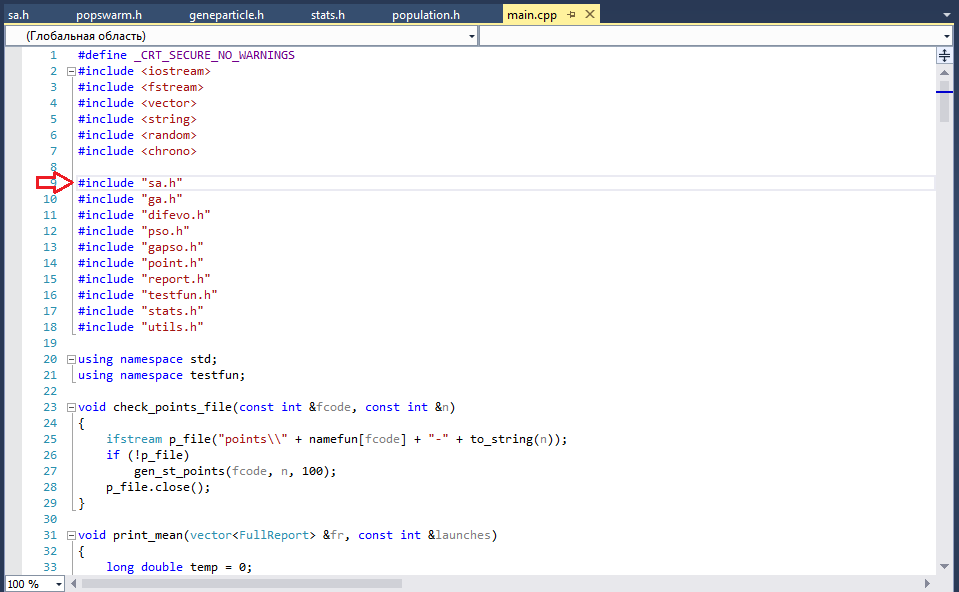 sa.h popswarm.h geneparticle.h stats.h population.h main.cpp
(Глобальная область)
1 #define _CRT_SECURE_NO_WARNINGS
2 #include <iostream>
3 #include <fstream>
4 #include <vector>
5 #include <string>
6 #include <random>
7 #include <chrono>
8
9 #include "sa.h"
10 #include "ga.h"
11 #include "difevo.h"
12 #include "pso.h"
13 #include "gapso.h"
14 #include "point.h"
15 #include "report.h"
16 #include "testfun.h"
17 #include "stats.h"
18 #include "utils.h"
19
20 using namespace std;
21 using namespace testfun;
22
23 void check_points_file(const int &fcode, const int &n)
24 {
25 ifstream p_file("points\\" + namefun[fcode] + "-" + to_string(n));
26 if (!p_file)
27 gen_st_points(fcode, n, 100);
28 p_file.close();
29 }
30
31 void print_mean(vector<FullReport> &fr, const int &launches)
32 {
33 long double temp = 0;
100 %